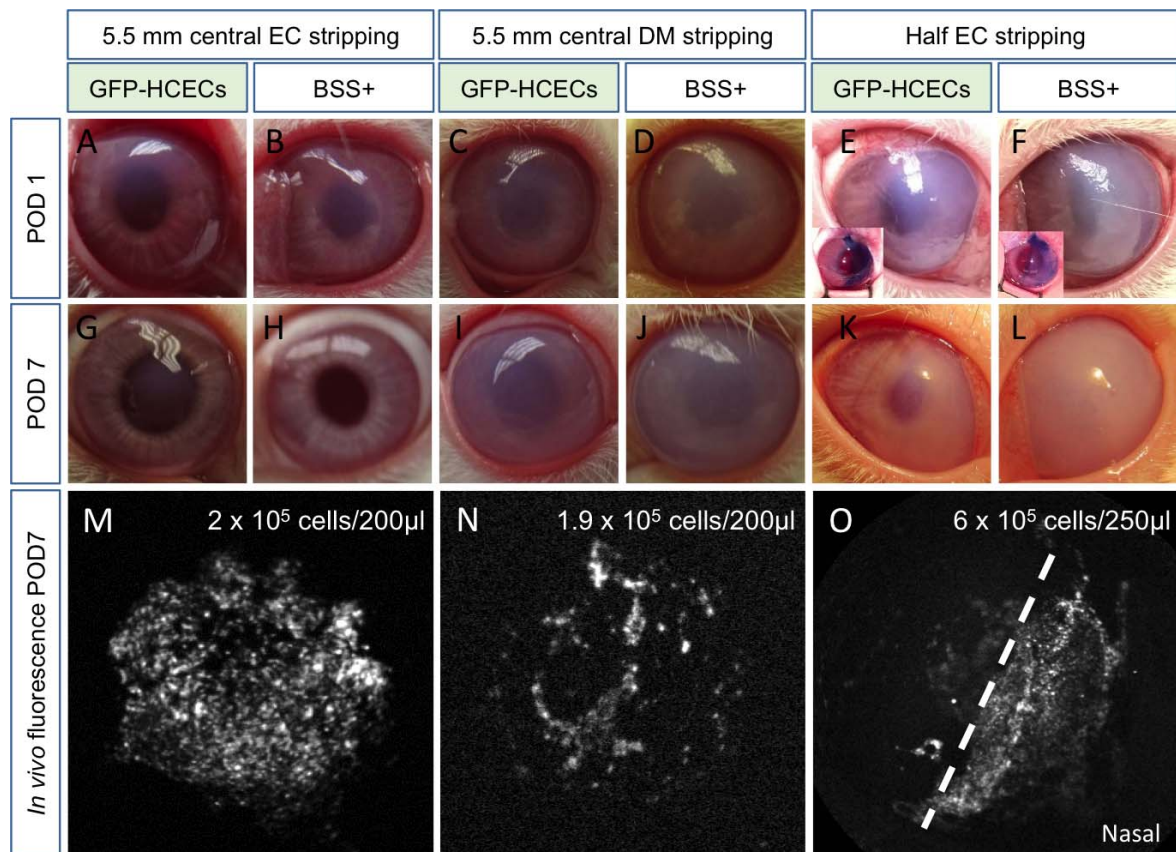 5.5 mm central EC stripping
5.5 mm central DM stripping
Half EC stripping
GFP-HCECs
BSS+
GFP-HCECs
BSS+
GFP-HCECs
BSS+
POD 1
A
B
C
D
E
F
POD 7
G
H
I
J
K
L
In vivo fluorescence POD7
M
2 x 10⁵ cells/200µl
N
1.9 x 10⁵ cells/200µl
O
6 x 10⁵ cells/250µl
Nasal